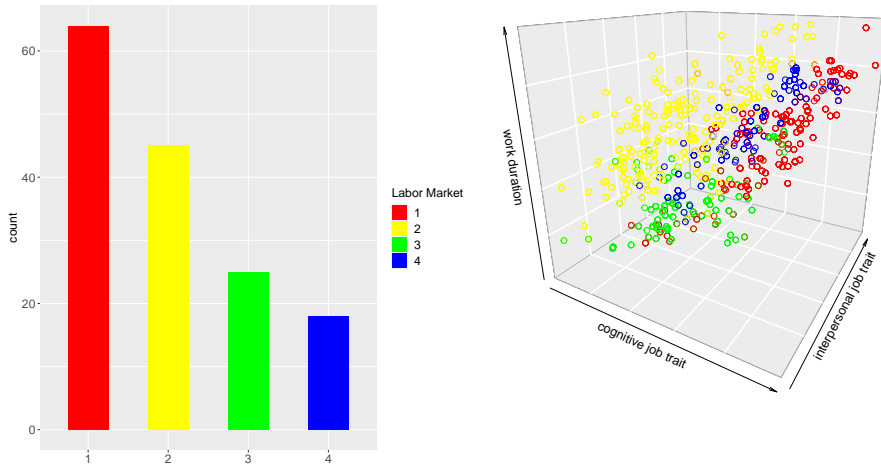 60
40
20
0
count
1
2
3
4
Labor Market
1
2
3
4
work duration
cognitive job trait
interpersonal job trait